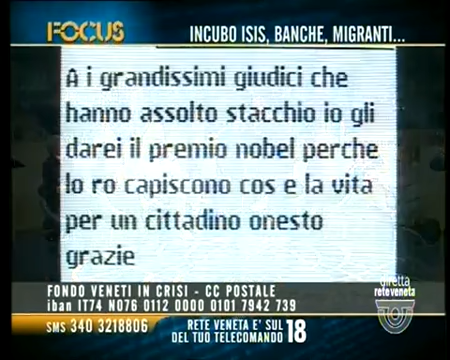 FOCUS
INCUBO ISIS, BANCHE, MIGRANTI...
A i grandissimi giudici che
hanno assolto stacchio io gli
darei il premio nobel perche
lo ro capiscono cos e la vita
per un cittadino onesto
grazie
diretta
reteveneta
FONDO VENETI IN CRISI - CC POSTALE
iban IT74 N076 0112 0000 0101 7942 739
SMS 340 3218806
RETE VENETA E' SUL
DEL TUO TELECOMANDO 18